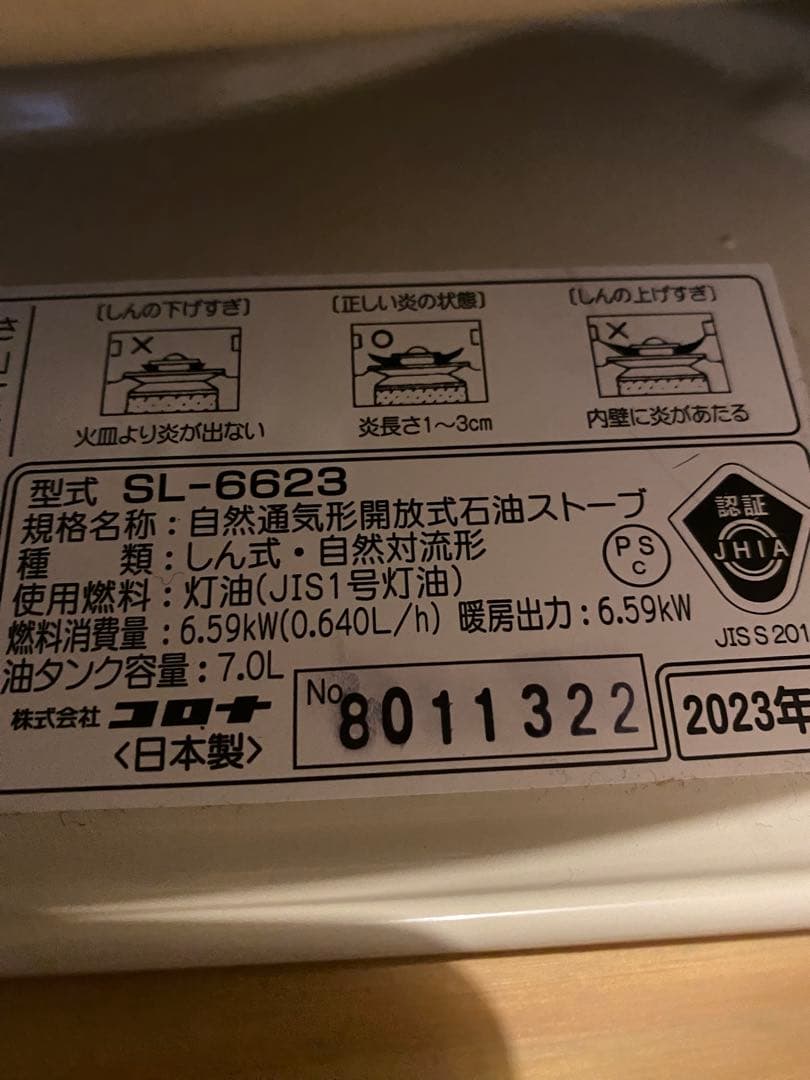 〔しんの下げすぎ〕 〔正しい炎の状態〕 〔しんの上げすぎ〕
火皿より炎が出ない 炎長さ1〜3cm 内壁に炎があたる
型式 SL-6623
規格名称：自然通気形開放式石油ストーブ
種　　類：しん式・自然対流形
使用燃料：灯油(JIS1号灯油)
燃料消費量：6.59kW(0.640L/h) 暖房出力：6.59kW
油タンク容量：7.0L
株式会社 コロナ
〈日本製〉
No 8011322
2023年
PS
C
認証
JHIA
JIS S 201